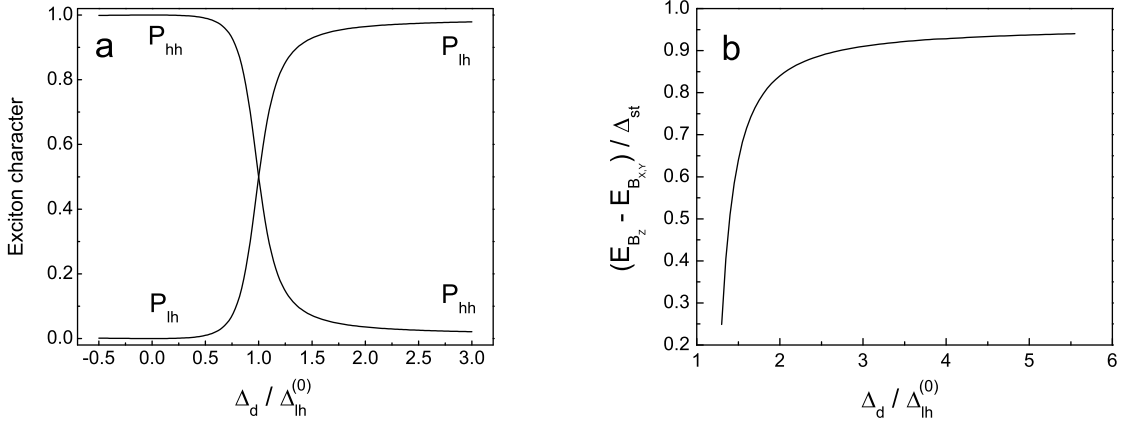 a
P_hh
P_lh
P_lh
P_hh
Exciton character
1.0
0.8
0.6
0.4
0.2
0.0
-0.5 0.0 0.5 1.0 1.5 2.0 2.5 3.0
Δ_d / Δ_lh^(0)
b
(E_B_Z - E_B_X,Y) / Δ_st
1.0
0.9
0.8
0.7
0.6
0.5
0.4
0.3
0.2
1 2 3 4 5 6
Δ_d / Δ_lh^(0)